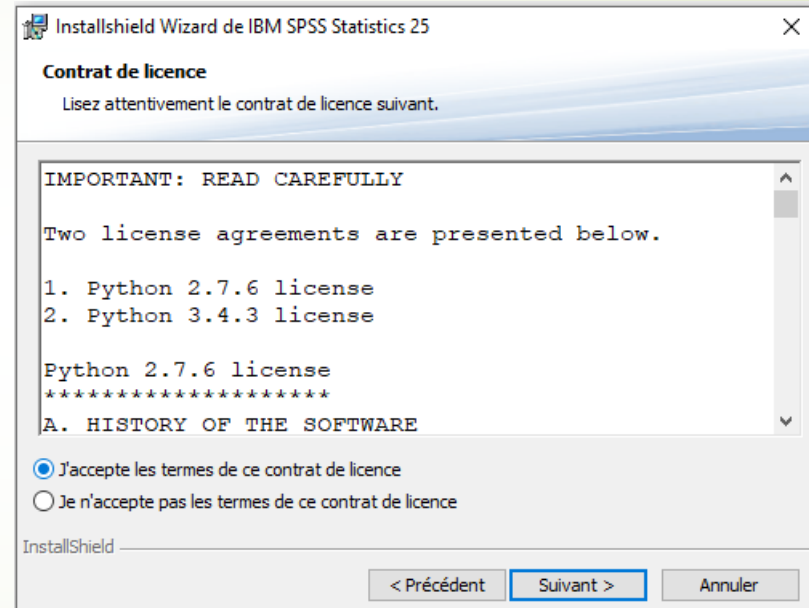 Installshield Wizard de IBM SPSS Statistics 25
Contrat de licence
Lisez attentivement le contrat de licence suivant.
IMPORTANT: READ CAREFULLY
Two license agreements are presented below.
1. Python 2.7.6 license
2. Python 3.4.3 license
Python 2.7.6 license
********************
A. HISTORY OF THE SOFTWARE
J'accepte les termes de ce contrat de licence
Je n'accepte pas les termes de ce contrat de licence
InstallShield
< Précédent
Suivant >
Annuler